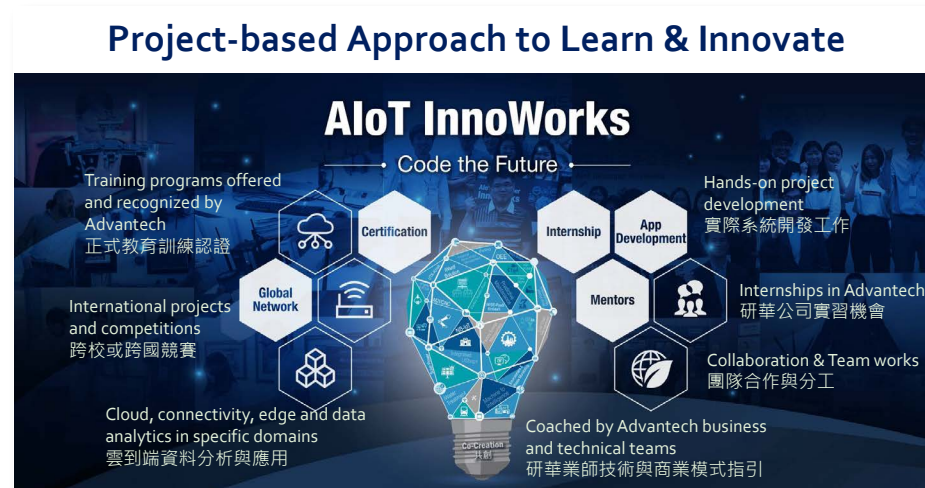 Project-based Approach to Learn & Innovate
AIoT InnoWorks
Code the Future
Training programs offered
and recognized by
Advantech
正式教育訓練認證
Certification
Global
Network
International projects
and competitions
跨校或跨國競賽
Cloud, connectivity, edge and data
analytics in specific domains
雲到端資料分析與應用
Internship
App
Development
Mentors
Hands-on project
development
實際系統開發工作
Internships in Advantech
研華公司實習機會
Collaboration & Team works
團隊合作與分工
Coached by Advantech business
and technical teams
研華業師技術與商業模式指引
Co-Creation
共創